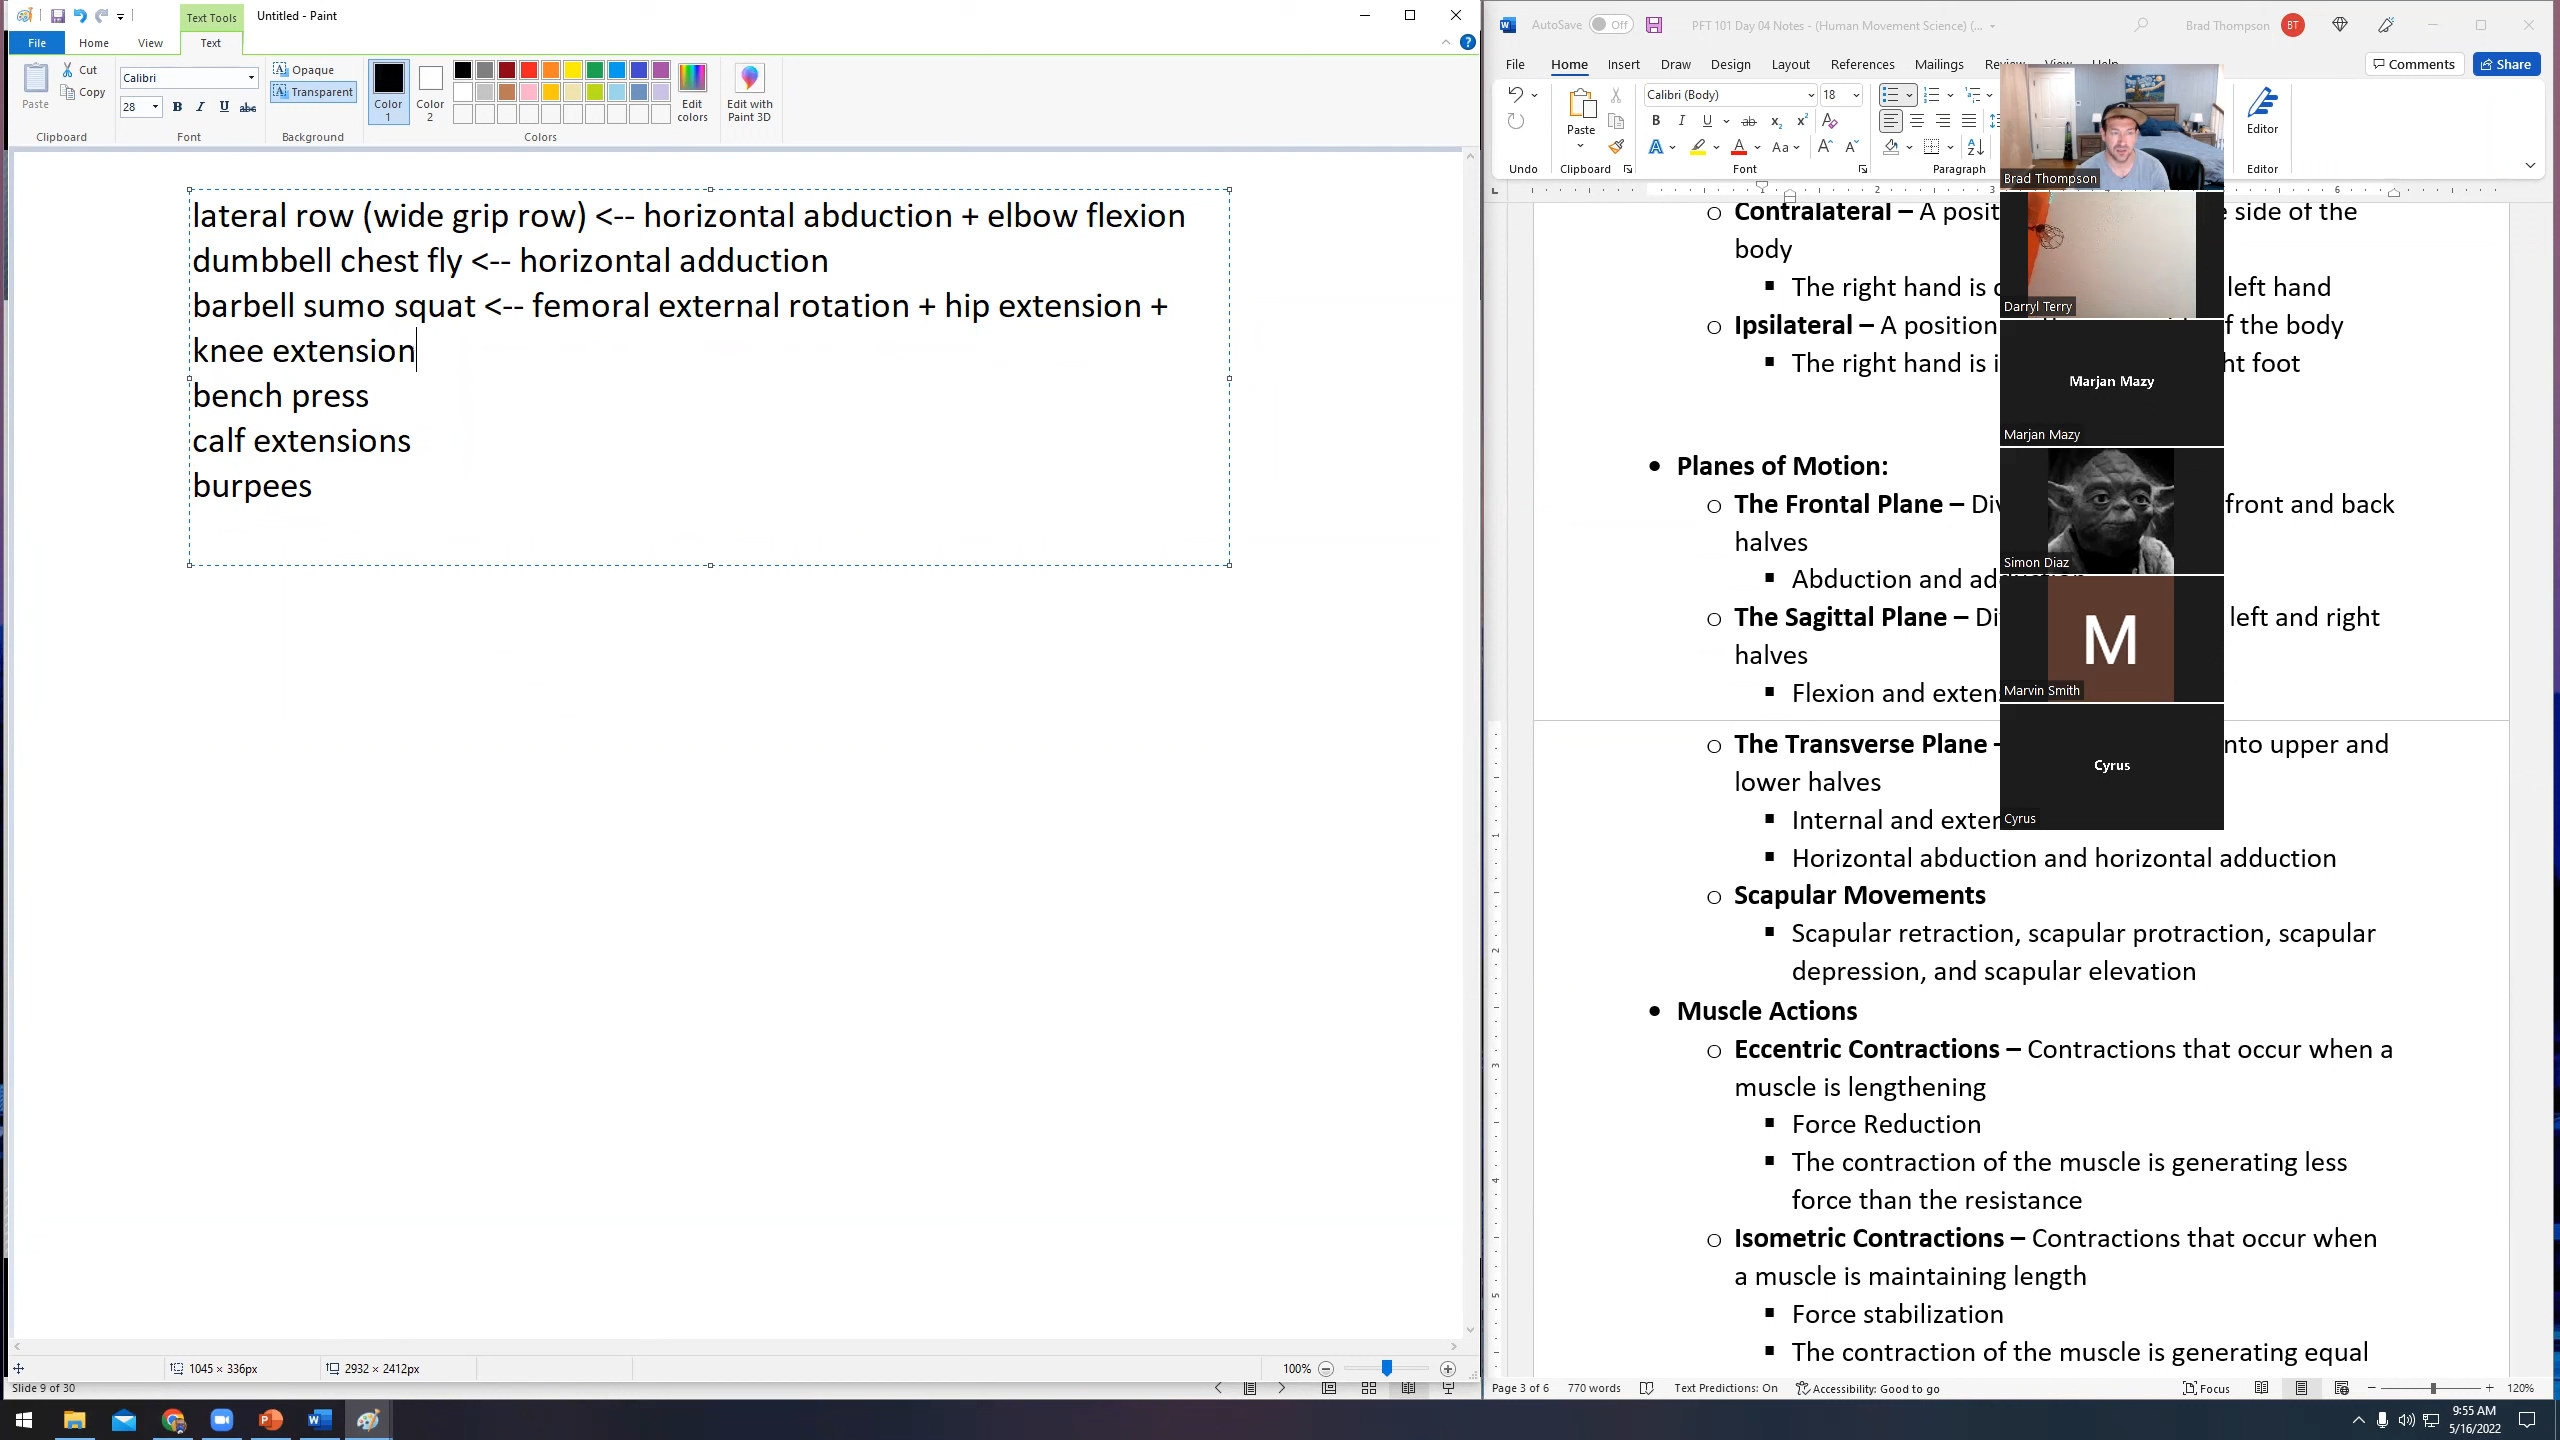 Text Tools
Untitled - Paint
File
Home
View
Text
Paste
Cut
Copy
Clipboard
Calibri
28
B I U abc
Font
Opaque
Transparent
Background
Color 1
Color 2
Edit colors
Colors
Edit with Paint 3D
lateral row (wide grip row) <-- horizontal abduction + elbow flexion
dumbbell chest fly <-- horizontal adduction
barbell sumo squat <-- femoral external rotation + hip extension +
knee extension
bench press
calf extensions
burpees
1045 × 336px
2932 × 2412px
100%
Slide 9 of 30
AutoSave Off
PFT 101 Day 04 Notes - (Human Movement Science) (...
Brad Thompson
BT
File
Home
Insert
Draw
Design
Layout
References
Mailings
Comments
Share
Undo
Paste
Clipboard
Calibri (Body)
18
Font
Paragraph
Editor
Editor
Contralateral – A posit
side of the
body
The right hand is
left hand
Ipsilateral – A position
f the body
The right hand is i
ht foot
Planes of Motion:
The Frontal Plane –
front and back
halves
Abduction and
The Sagittal Plane –
left and right
halves
Flexion and exten
The Transverse Plane
nto upper and
lower halves
Internal and exter
Horizontal abduction and horizontal adduction
Scapular Movements
Scapular retraction, scapular protraction, scapular
depression, and scapular elevation
Muscle Actions
Eccentric Contractions – Contractions that occur when a
muscle is lengthening
Force Reduction
The contraction of the muscle is generating less
force than the resistance
Isometric Contractions – Contractions that occur when
a muscle is maintaining length
Force stabilization
The contraction of the muscle is generating equal
Brad Thompson
Darryl Terry
Marjan Mazy
Marjan Mazy
Simon Diaz
M
Marvin Smith
Cyrus
Cyrus
Page 3 of 6
770 words
Text Predictions: On
Accessibility: Good to go
Focus
120%
9:55 AM
5/16/2022